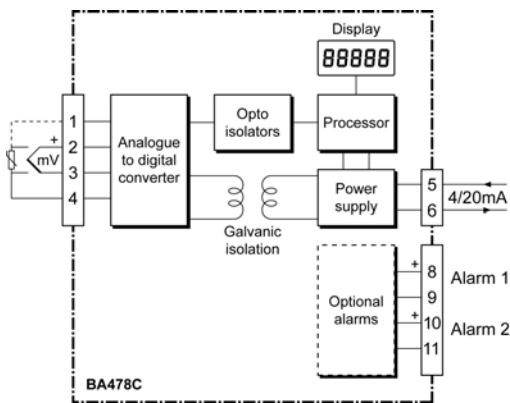 Display
88888
1
2
3
4
+
mV
Analogue
to digital
converter
Opto
isolators
Processor
Galvanic
isolation
Power
supply
5
6
4/20mA
Optional
alarms
+
8
9
+
10
11
Alarm 1
Alarm 2
BA478C